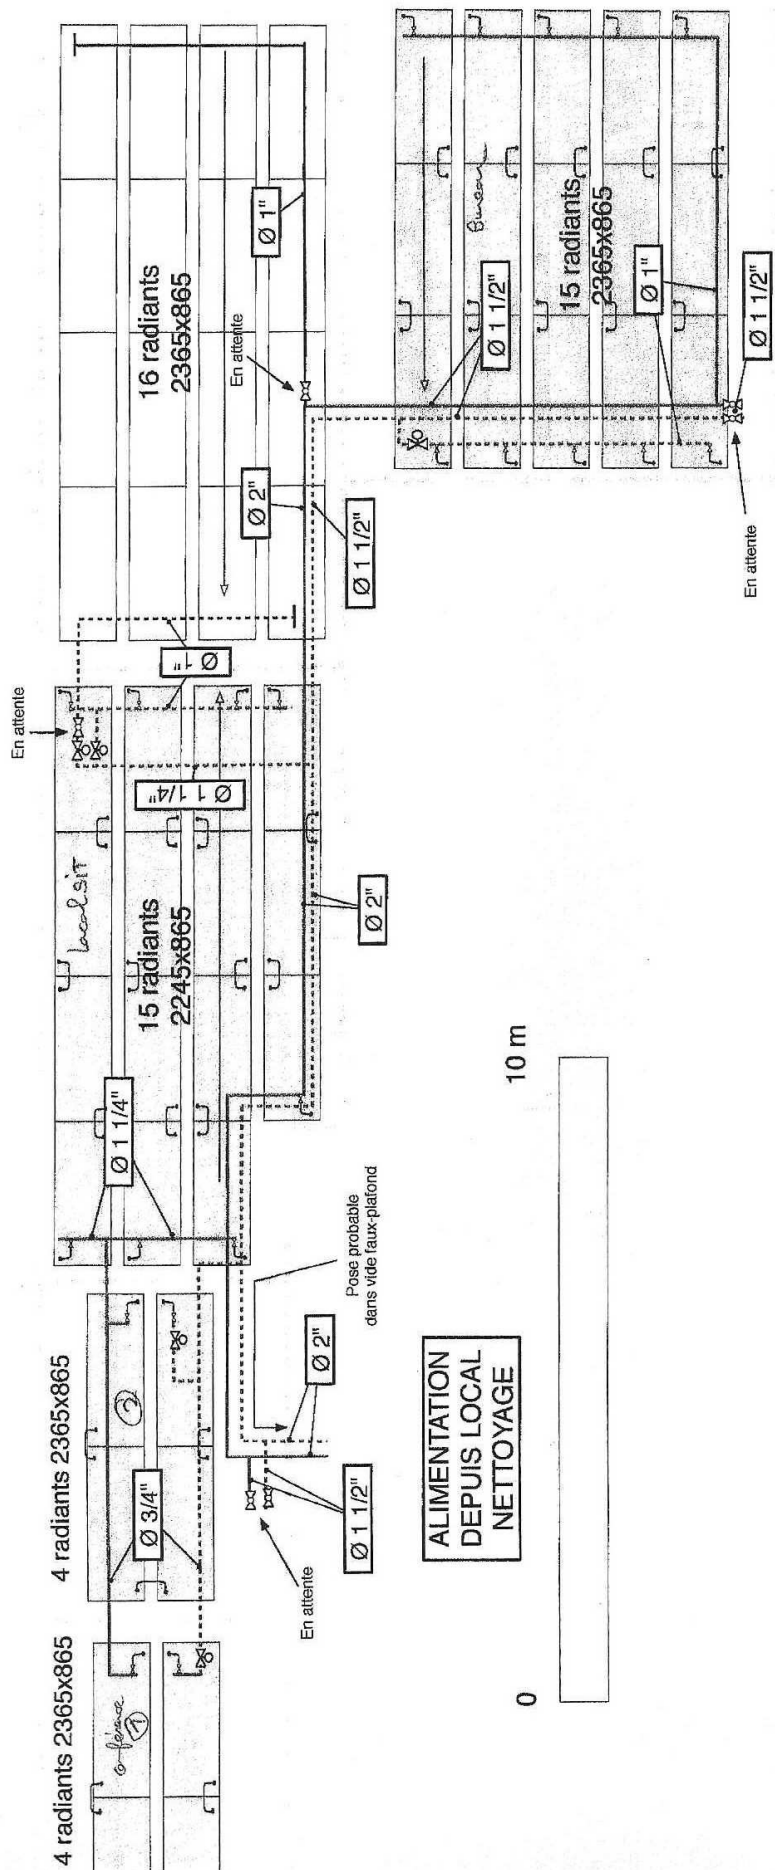 4 radiants 2365x865
4 radiants 2365x865
①
②
Ø 3/4"
Ø 1 1/4"
15 radiants
2245x865
En attente
Ø 1 1/4"
Ø 1"
16 radiants
2365x865
En attente
Ø 1"
Ø 2"
Ø 1 1/2"
Ø 2"
Ø 2"
Pose probable
dans vide faux-plafond
Ø 1 1/2"
En attente
15 radiants
2365x865
Bureau
Ø 1 1/2"
Ø 1"
Ø 1 1/2"
En attente
ALIMENTATION
DEPUIS LOCAL
NETTOYAGE
0
10 m